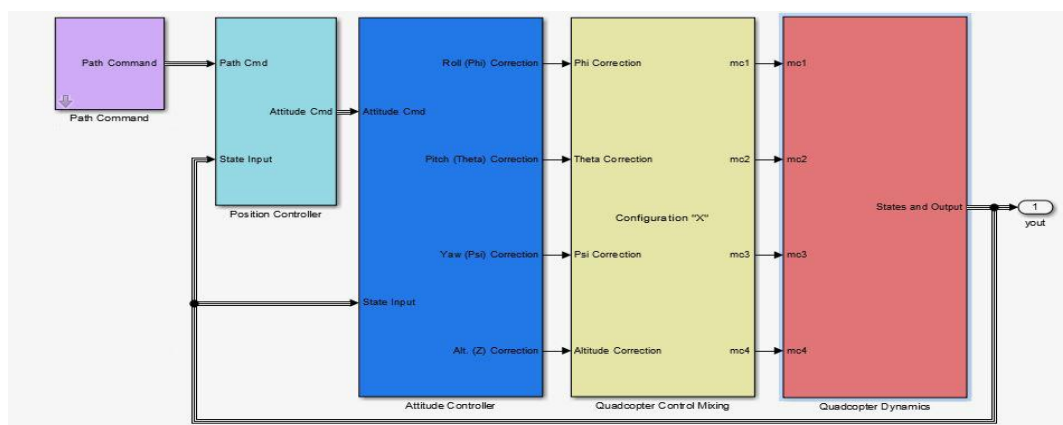 Path Command
Path Command
Path Cmd
Attitude Cmd
State Input
Position Controller
Attitude Cmd
State Input
Roll (Phi) Correction
Pitch (Theta) Correction
Yaw (Psi) Correction
Alt. (Z) Correction
Attitude Controller
Phi Correction
Theta Correction
Configuration "X"
Psi Correction
Altitude Correction
mc1
mc2
mc3
mc4
Quadcopter Control Mixing
mc1
mc2
mc3
mc4
States and Output
Quadcopter Dynamics
1
yout